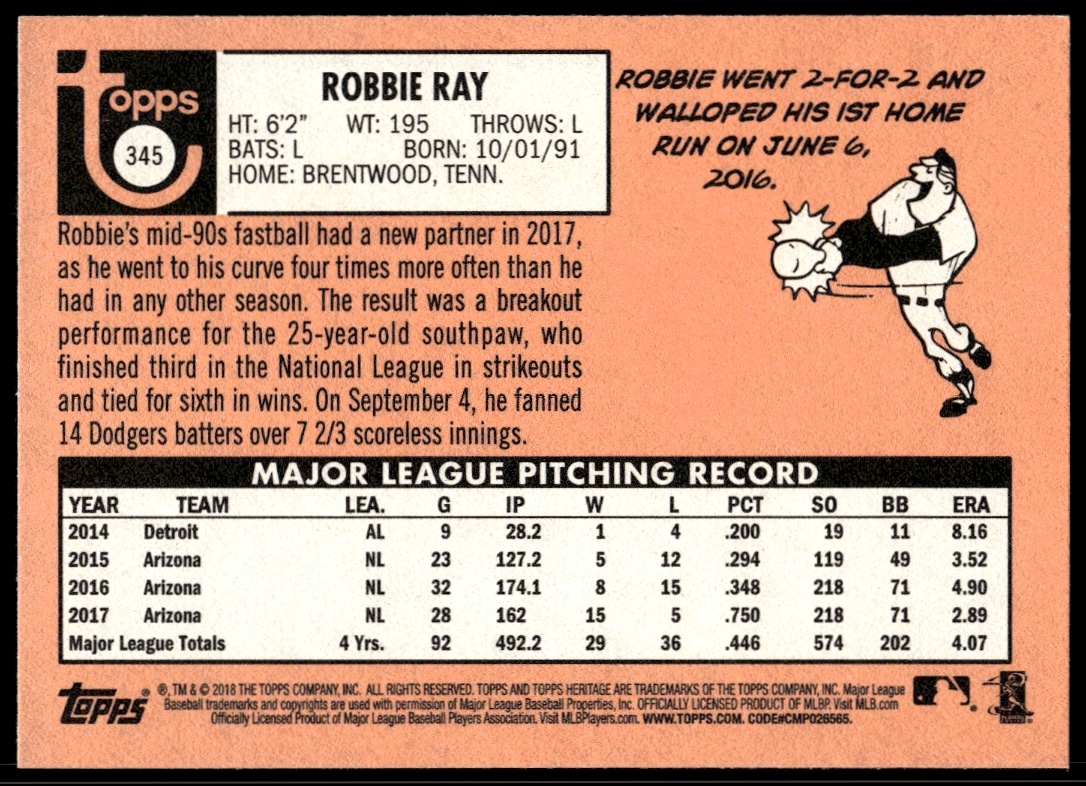 topps
345
ROBBIE RAY
HT: 6'2" WT: 195 THROWS: L
BATS: L BORN: 10/01/91
HOME: BRENTWOOD, TENN.
ROBBIE WENT 2-FOR-2 AND
WALLOPED HIS 1ST HOME
RUN ON JUNE 6,
2016.
Robbie's mid-90s fastball had a new partner in 2017,
as he went to his curve four times more often than he
had in any other season. The result was a breakout
performance for the 25-year-old southpaw, who
finished third in the National League in strikeouts
and tied for sixth in wins. On September 4, he fanned
14 Dodgers batters over 7 2/3 scoreless innings.
MAJOR LEAGUE PITCHING RECORD
YEAR TEAM LEA. G IP W L PCT SO BB ERA
2014 Detroit AL 9 28.2 1 4 .200 19 11 8.16
2015 Arizona NL 23 127.2 5 12 .294 119 49 3.52
2016 Arizona NL 32 174.1 8 15 .348 218 71 4.90
2017 Arizona NL 28 162 15 5 .750 218 71 2.89
Major League Totals 4 Yrs. 92 492.2 29 36 .446 574 202 4.07
topps ®, TM & © 2018 THE TOPPS COMPANY, INC. ALL RIGHTS RESERVED. TOPPS AND TOPPS HERITAGE ARE TRADEMARKS OF THE TOPPS COMPANY, INC. Major League
Baseball trademarks and copyrights are used with permission of Major League Baseball Properties, Inc. OFFICIALLY LICENSED PRODUCT OF MLBP. Visit MLB.com
Officially Licensed Product of Major League Baseball Players Association. Visit MLBPlayers.com. WWW.TOPPS.COM. CODE#CMP026565.